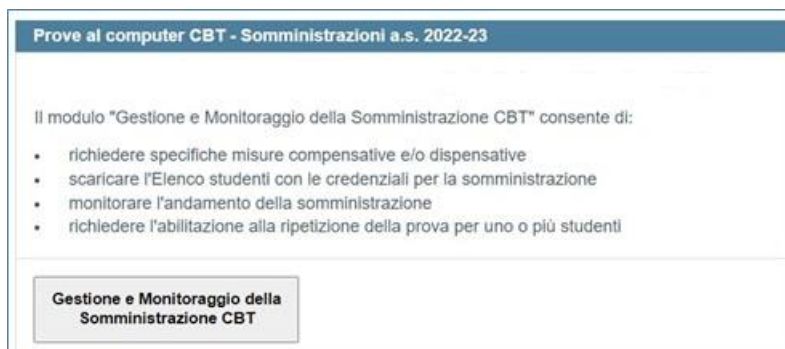 Prove al computer CBT - Somministrazioni a.s. 2022-23
Il modulo "Gestione e Monitoraggio della Somministrazione CBT" consente di:
• richiedere specifiche misure compensative e/o dispensative
• scaricare l'Elenco studenti con le credenziali per la somministrazione
• monitorare l'andamento della somministrazione
• richiedere l'abilitazione alla ripetizione della prova per uno o più studenti
Gestione e Monitoraggio della
Somministrazione CBT